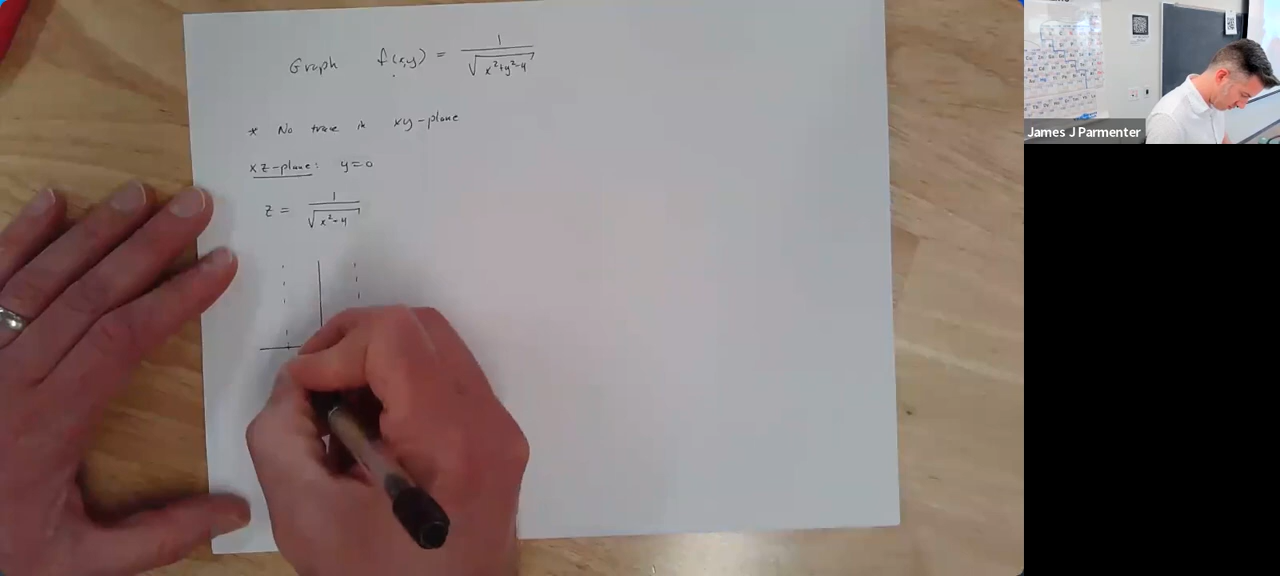 Graph f(x,y) = 1/√(x²+y²-4)
* No trace in xy-plane
xz-plane: y=0
z = 1/√(x²-4)
James J Parmenter